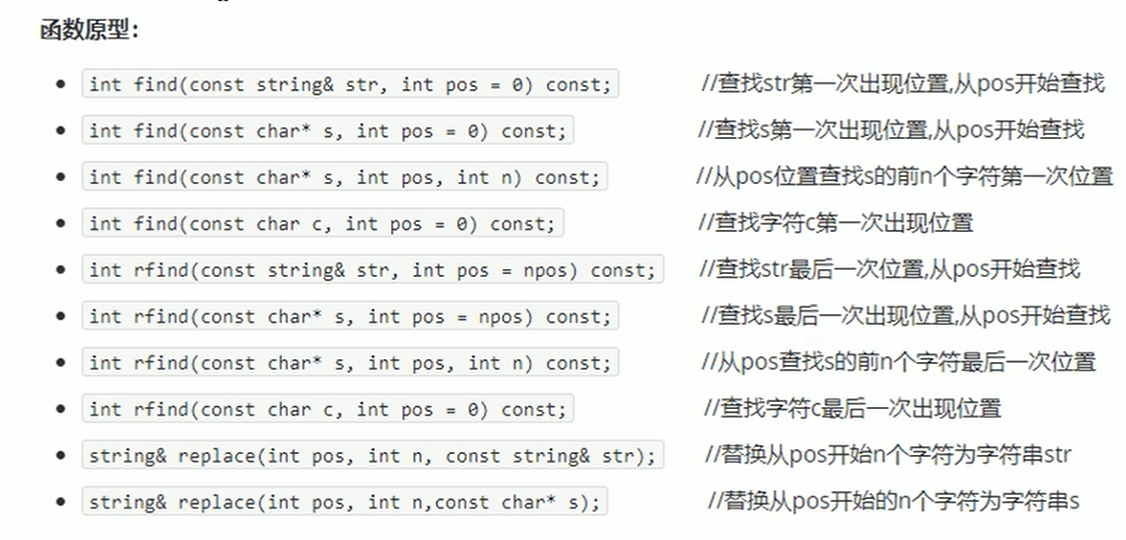 函数原型：
int find(const string& str, int pos = 0) const; //查找str第一次出现位置,从pos开始查找
int find(const char* s, int pos = 0) const; //查找s第一次出现位置,从pos开始查找
int find(const char* s, int pos, int n) const; //从pos位置查找s的前n个字符第一次位置
int find(const char c, int pos = 0) const; //查找字符c第一次出现位置
int rfind(const string& str, int pos = npos) const; //查找str最后一次位置,从pos开始查找
int rfind(const char* s, int pos = npos) const; //查找s最后一次出现位置,从pos开始查找
int rfind(const char* s, int pos, int n) const; //从pos查找s的前n个字符最后一次位置
int rfind(const char c, int pos = 0) const; //查找字符c最后一次出现位置
string& replace(int pos, int n, const string& str); //替换从pos开始n个字符为字符串str
string& replace(int pos, int n,const char* s); //替换从pos开始的n个字符为字符串s